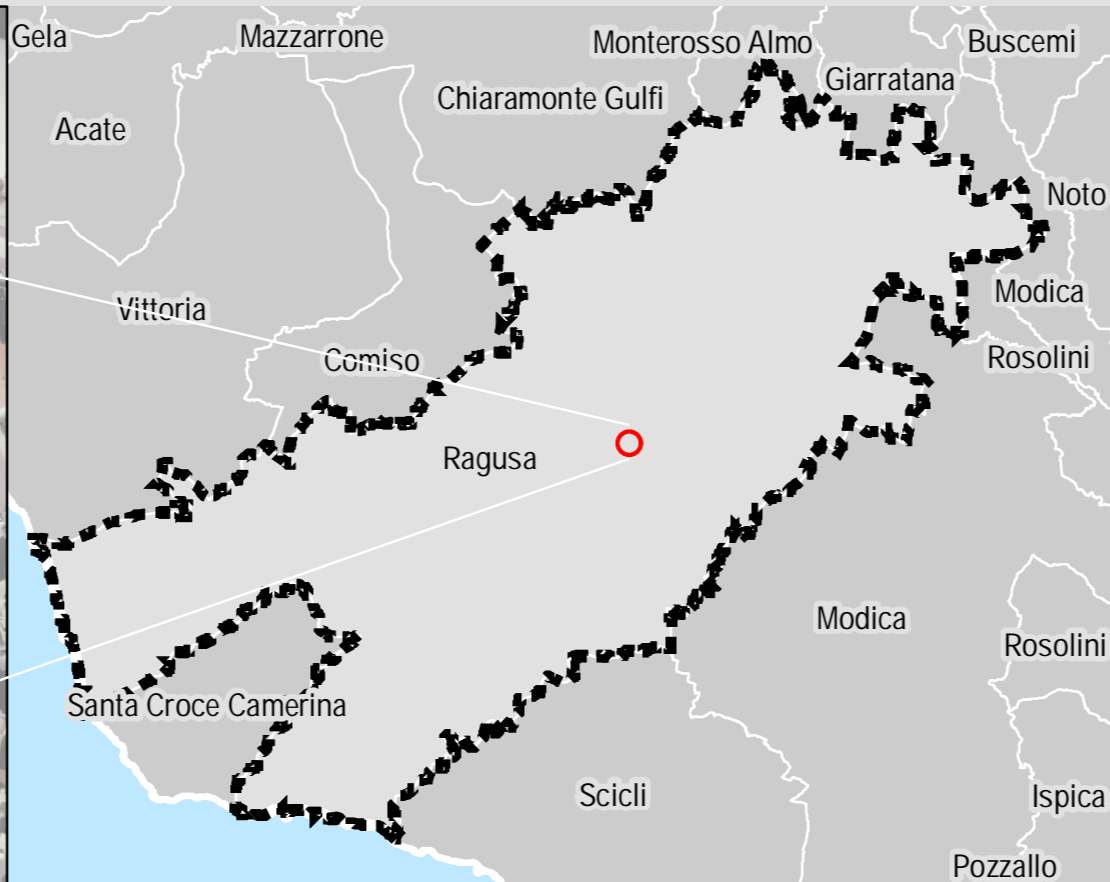 Gela
Mazzarrone
Monterosso Almo
Buscemi
Giarratana
Chiaramonte Gulfi
Acate
Noto
Modica
Vittoria
Rosolini
Comiso
Ragusa
Modica
Rosolini
Santa Croce Camerina
Scicli
Ispica
Pozzallo